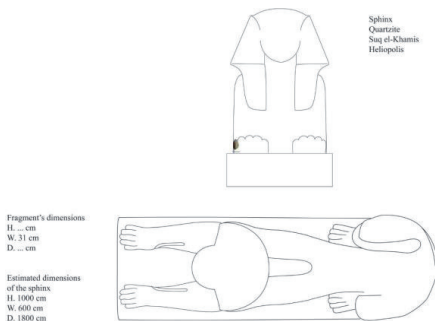 Sphinx
Quartzite
Suq el-Khamis
Heliopolis
Fragment's dimensions
H. ... cm
W. 31 cm
D. ... cm
Estimated dimensions
of the sphinx
H. 1000 cm
W. 600 cm
D. 1800 cm